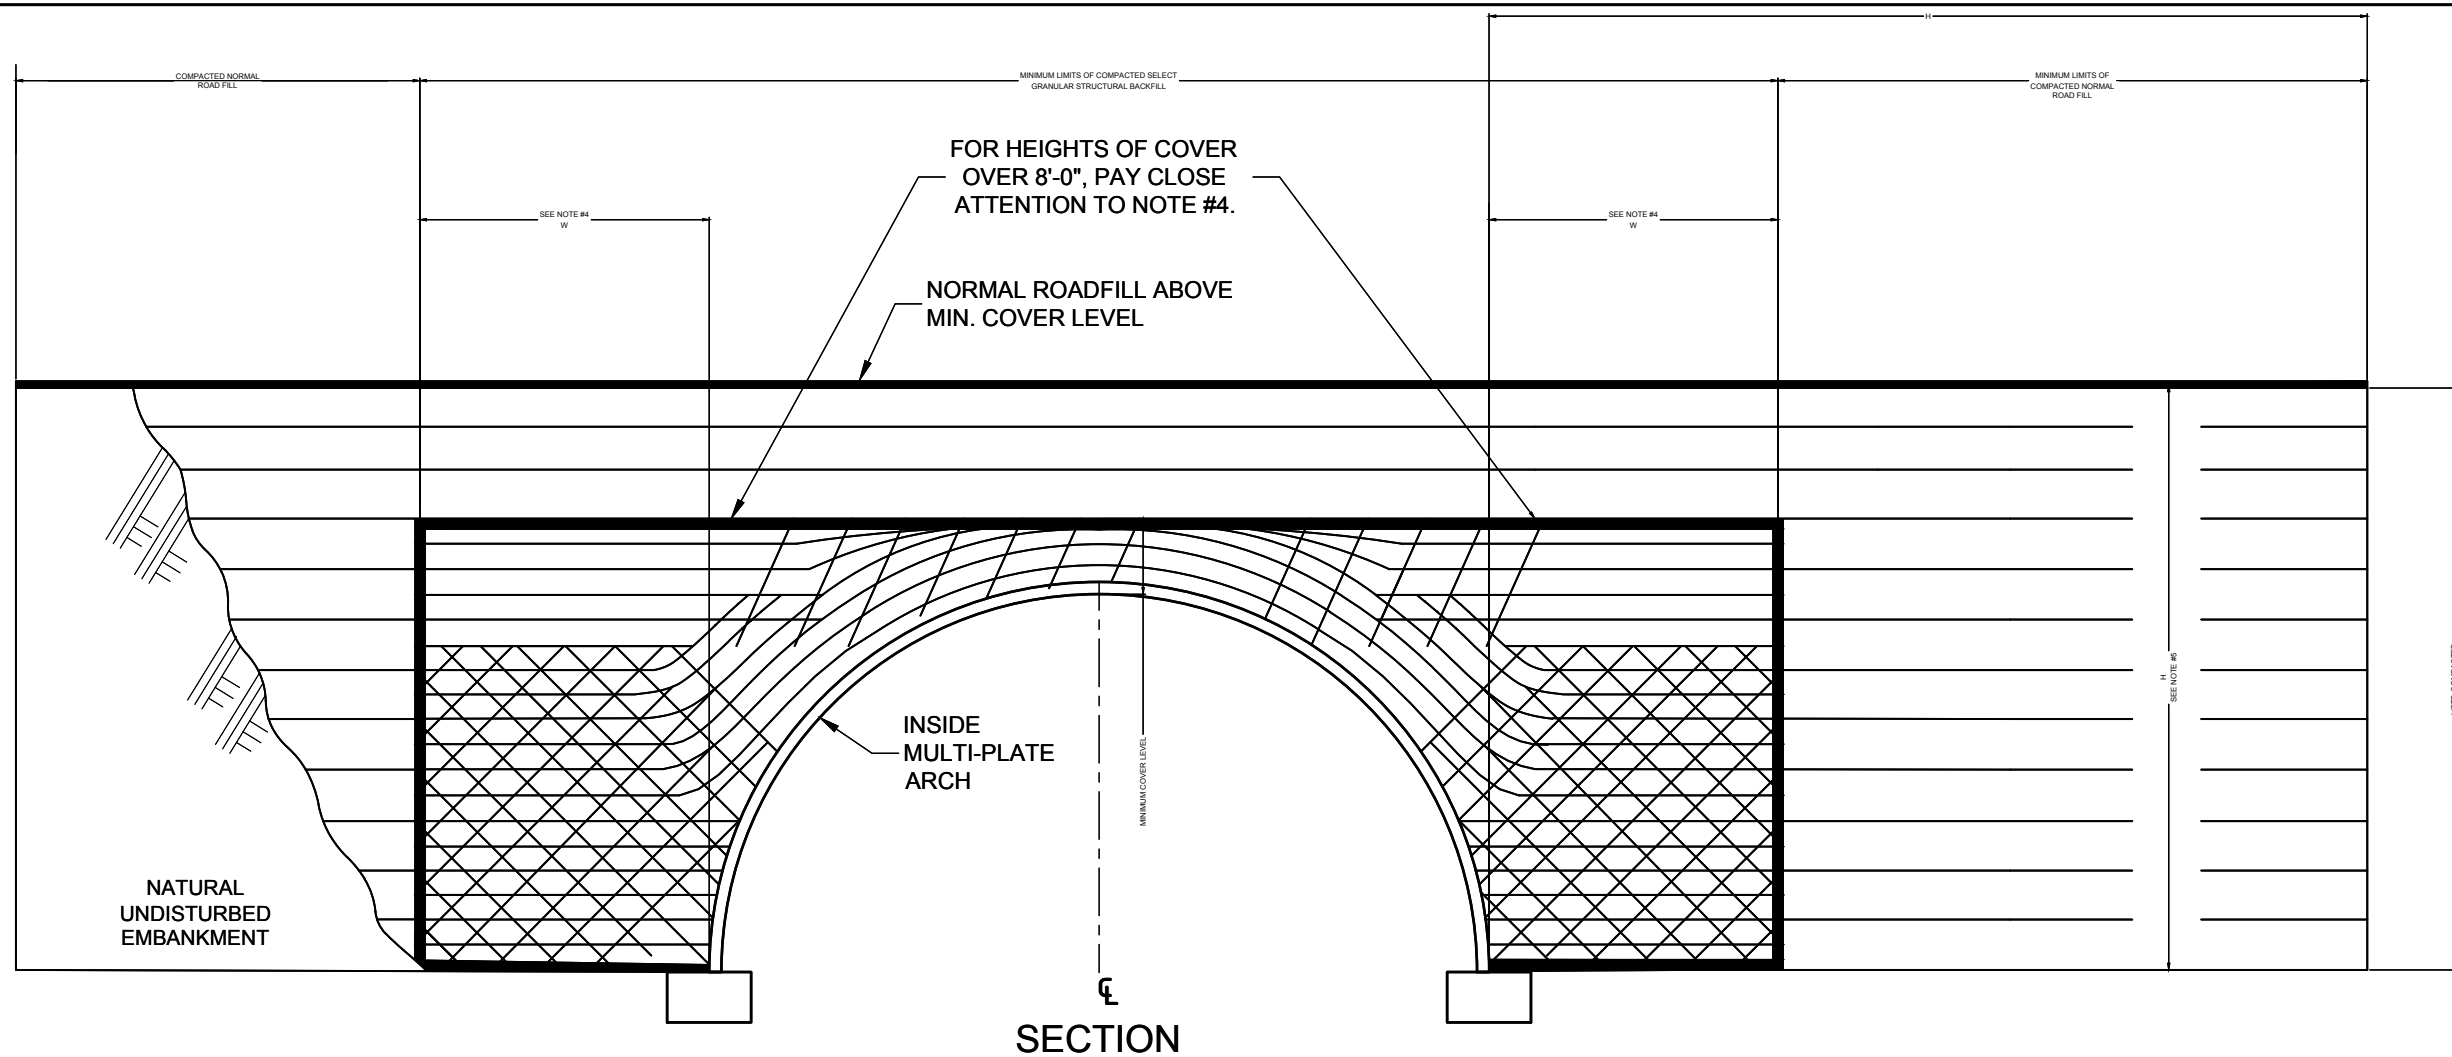 H
COMPACTED NORMAL
ROAD FILL
MINIMUM LIMITS OF COMPACTED SELECT
GRANULAR STRUCTURAL BACKFILL
MINIMUM LIMITS OF
COMPACTED NORMAL
ROAD FILL
FOR HEIGHTS OF COVER
OVER 8'-0", PAY CLOSE
ATTENTION TO NOTE #4.
SEE NOTE #4
W
SEE NOTE #4
W
NORMAL ROADFILL ABOVE
MIN. COVER LEVEL
H
SEE NOTE #5
INSIDE
MULTI-PLATE
ARCH
MINIMUM COVER LEVEL
NATURAL
UNDISTURBED
EMBANKMENT
℄
SECTION